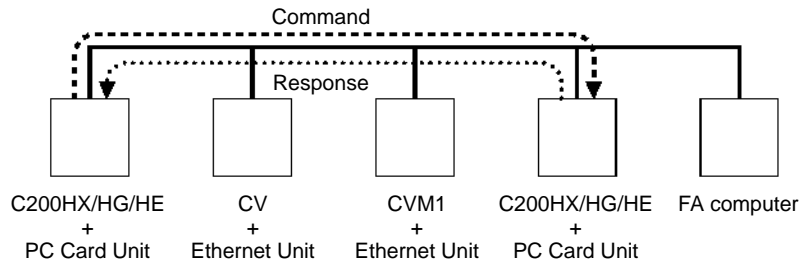 Command
Response
C200HX/HG/HE
+
PC Card Unit
CV
+
Ethernet Unit
CVM1
+
Ethernet Unit
C200HX/HG/HE
+
PC Card Unit
FA computer